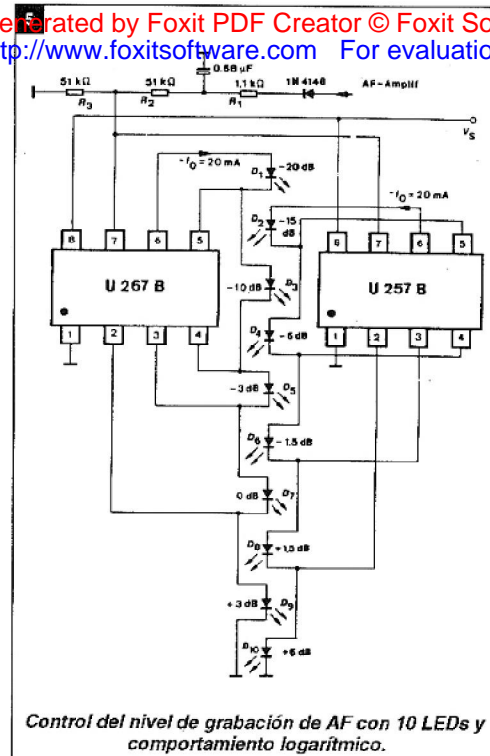 5
erated by Foxit PDF Creator © Foxit So
tp://www.foxitsoftware.com For evaluatio
0.68 µF
51 kΩ
51 kΩ
1,1 kΩ
1N 4148
AF-Amplif
R3
R2
R1
VS
-IO = 20 mA
D1
-20 dB
-IO = 20 mA
D2
-15 dB
8
7
6
5
8
7
6
5
U 267 B
-10 dB
D3
U 257 B
D4
-6 dB
1
2
3
4
1
2
3
4
-3 dB
D5
D6
-1.5 dB
0 dB
D7
D8
+1,5 dB
+3 dB
D9
D10
+6 dB
Control del nivel de grabación de AF con 10 LEDs y
comportamiento logarítmico.